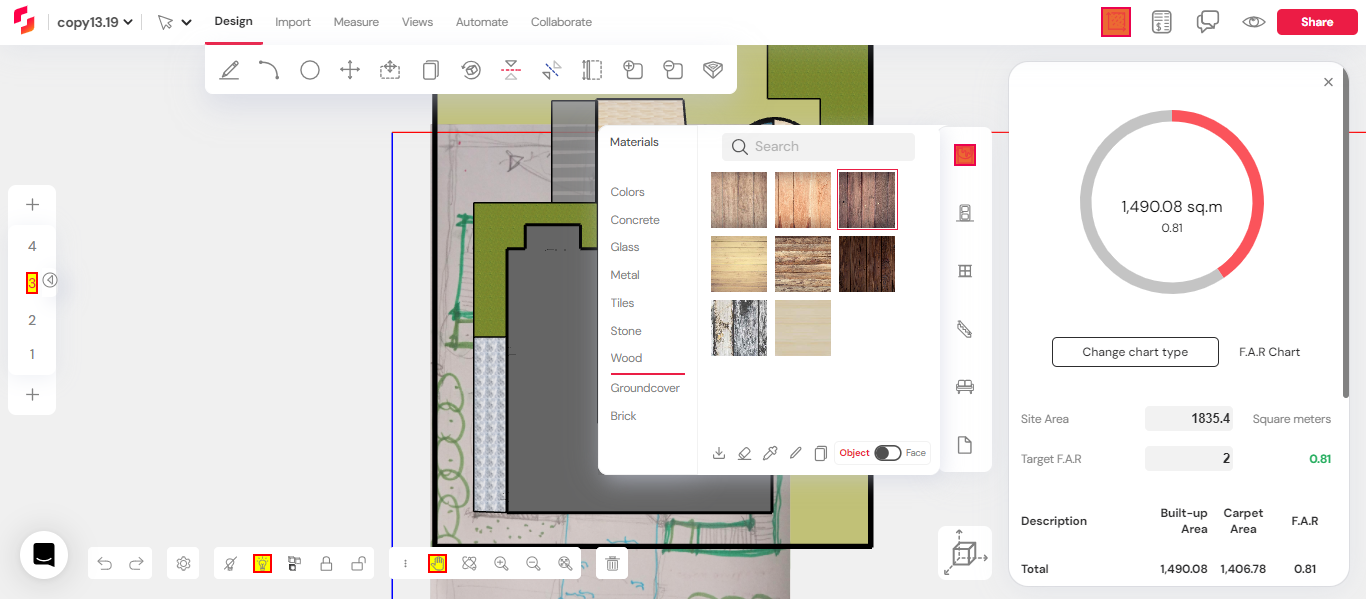 copy13.19
Design
Import
Measure
Views
Automate
Collaborate
Share
Materials
Search
Colors
Concrete
Glass
Metal
Tiles
Stone
Wood
Groundcover
Brick
Object
Face
4
3
2
1
1,490.08 sq.m
0.81
Change chart type
F.A.R Chart
Site Area 1835.4 Square meters
Target F.A.R 2 0.81
Description Built-up Area Carpet Area F.A.R
Total 1,490.08 1,406.78 0.81